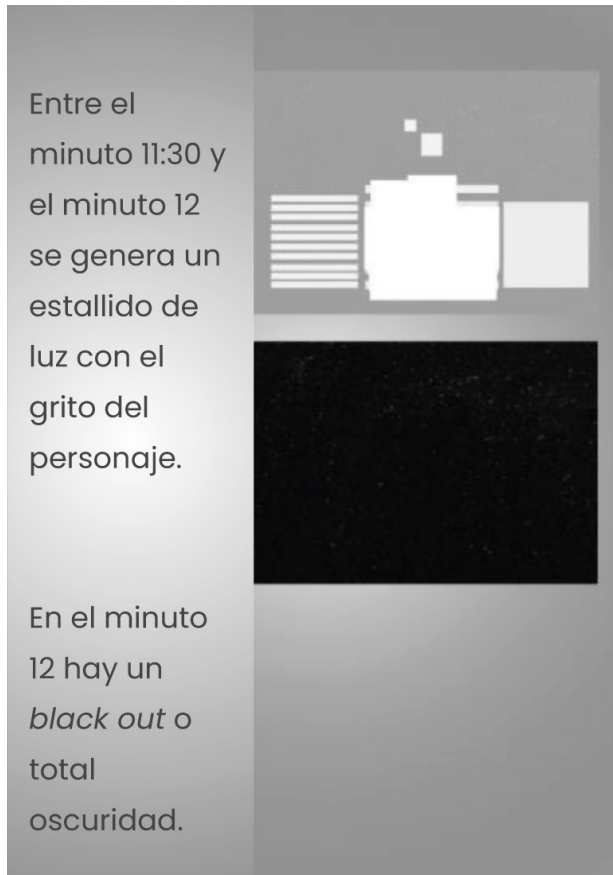 Entre el
minuto 11:30 y
el minuto 12
se genera un
estallido de
luz con el
grito del
personaje.
En el minuto
12 hay un
black out o
total
oscuridad.